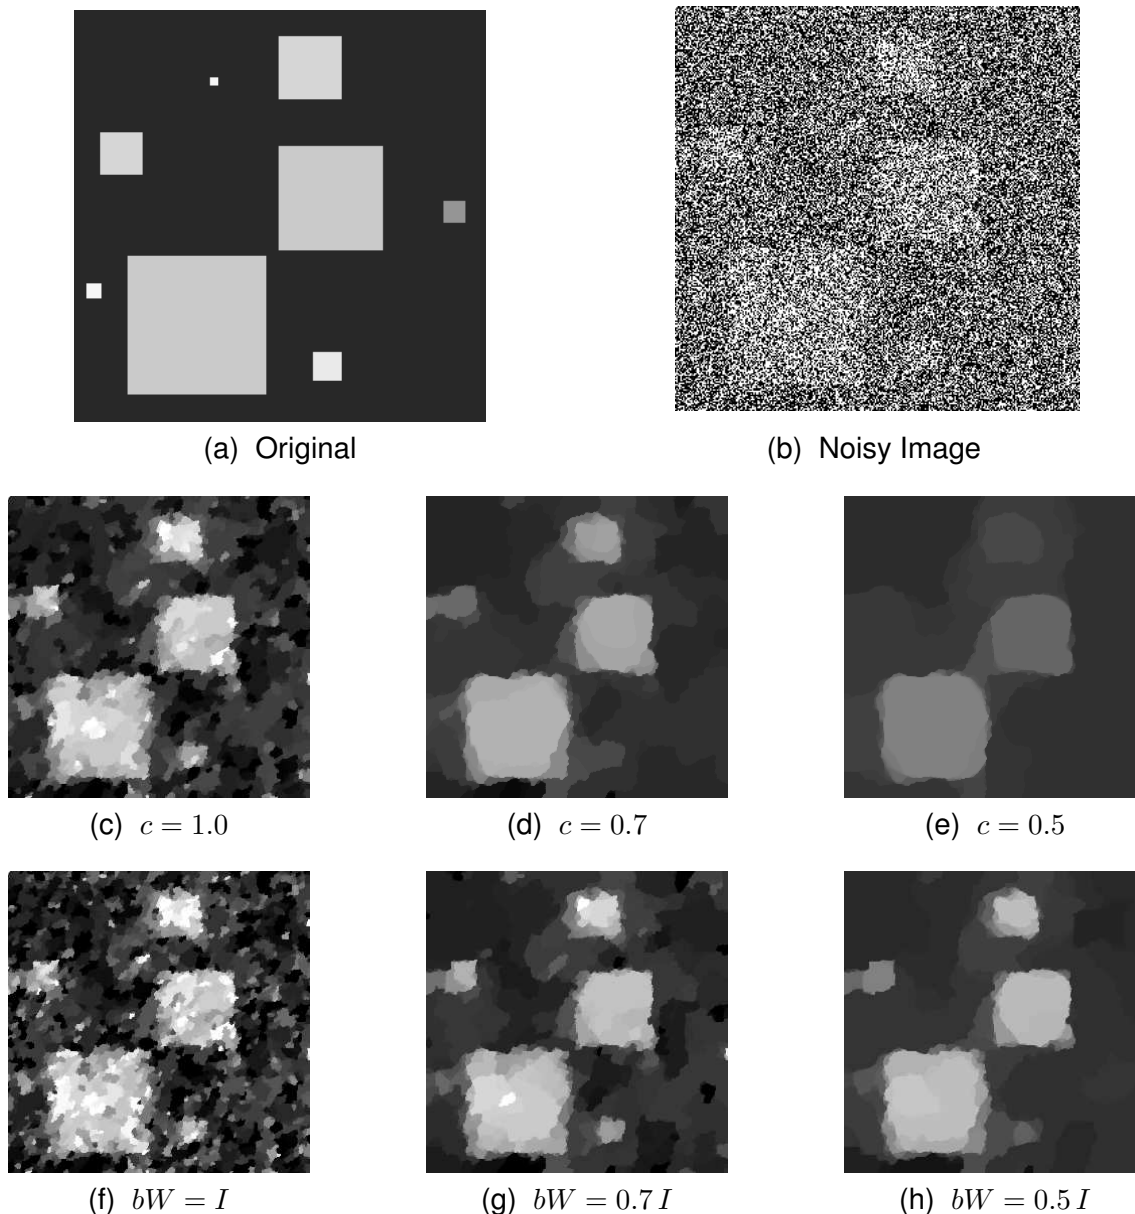 (a) Original
(b) Noisy Image
(c) c = 1.0
(d) c = 0.7
(e) c = 0.5
(f) bW = I
(g) bW = 0.7 I
(h) bW = 0.5 I